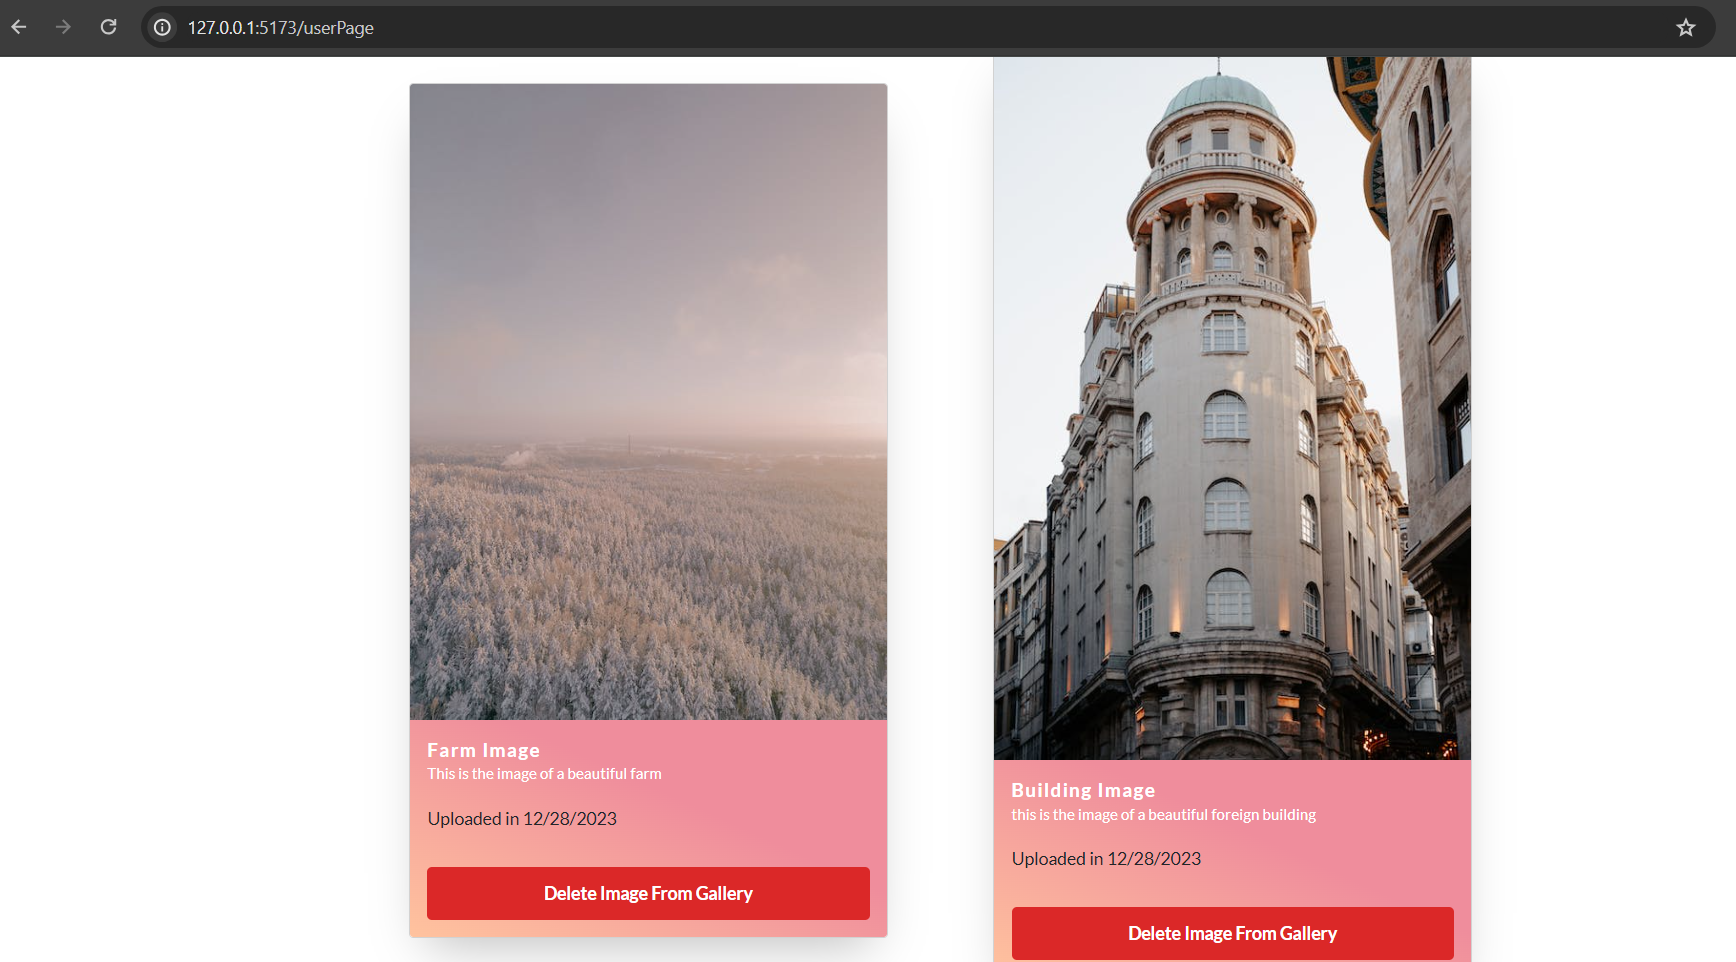 127.0.0.1:5173/userPage
Farm Image
This is the image of a beautiful farm
Uploaded in 12/28/2023
Delete Image From Gallery
Building Image
this is the image of a beautiful foreign building
Uploaded in 12/28/2023
Delete Image From Gallery